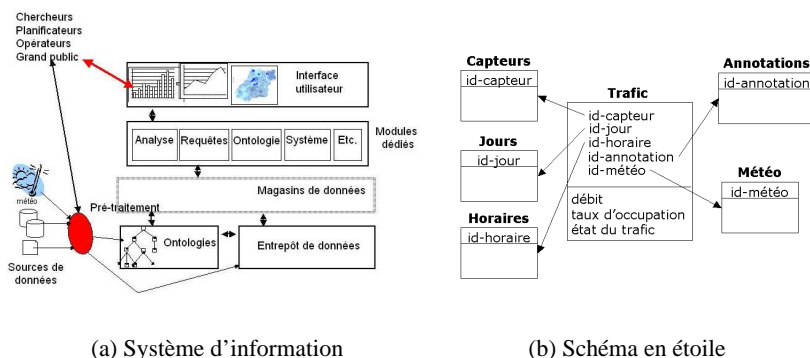 Chercheurs
Planificateurs
Opérateurs
Grand public
Interface
utilisateur
Analyse
Requêtes
Ontologie
Système
Etc.
Modules
dédiés
météo
Pré-traitement
Magasins de données
Ontologies
Entrepôt de données
Sources de
données
(a) Système d'information
Capteurs
id-capteur
Jours
id-jour
Horaires
id-horaire
Trafic
id-capteur
id-jour
id-horaire
id-annotation
id-météo
débit
taux d'occupation
état du trafic
Annotations
id-annotation
Météo
id-météo
(b) Schéma en étoile